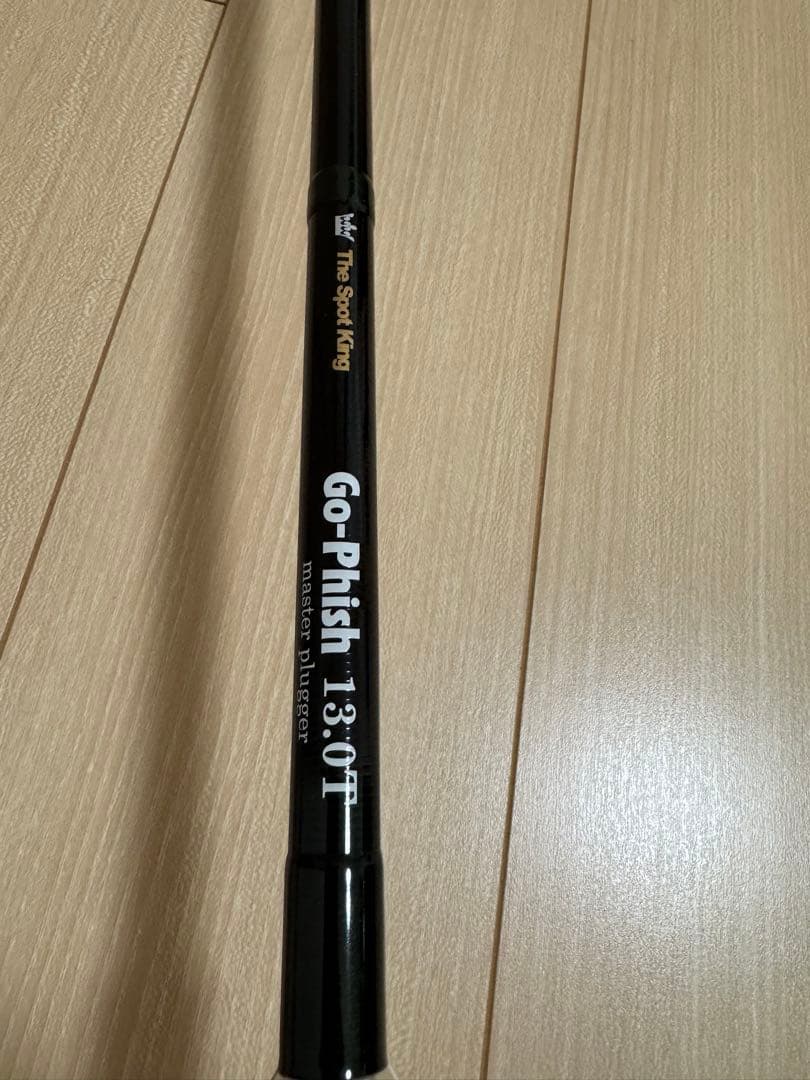 The Spot King
Go-Phish 13.0T
master plugger